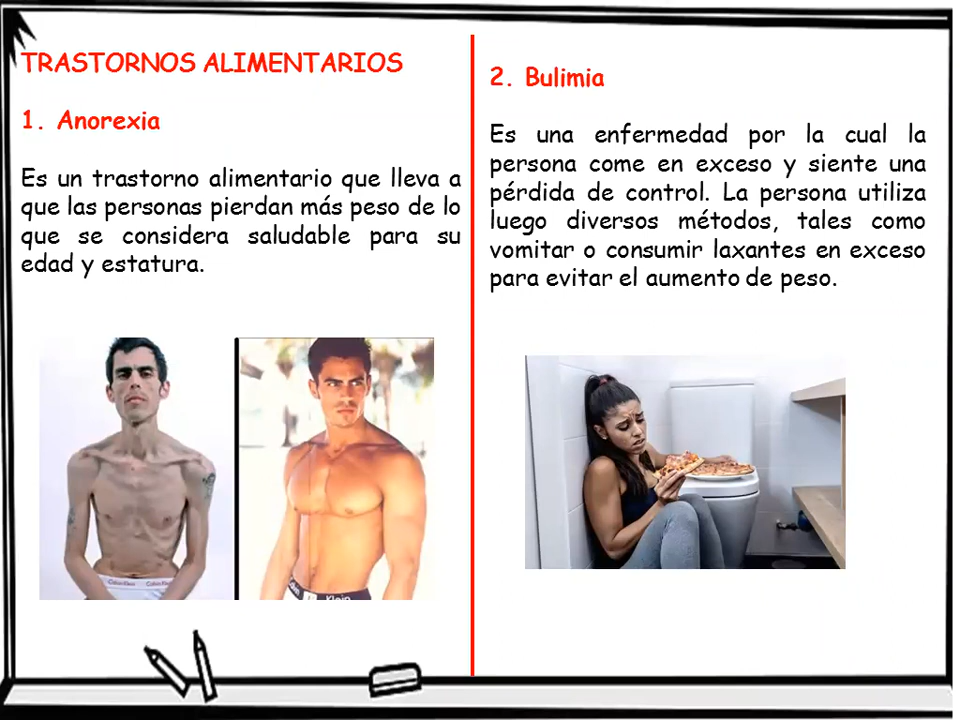 TRASTORNOS ALIMENTARIOS
1. Anorexia
Es un trastorno alimentario que lleva a
que las personas pierdan más peso de lo
que se considera saludable para su
edad y estatura.
2. Bulimia
Es una enfermedad por la cual la
persona come en exceso y siente una
pérdida de control. La persona utiliza
luego diversos métodos, tales como
vomitar o consumir laxantes en exceso
para evitar el aumento de peso.
Calvin Klein
Klein